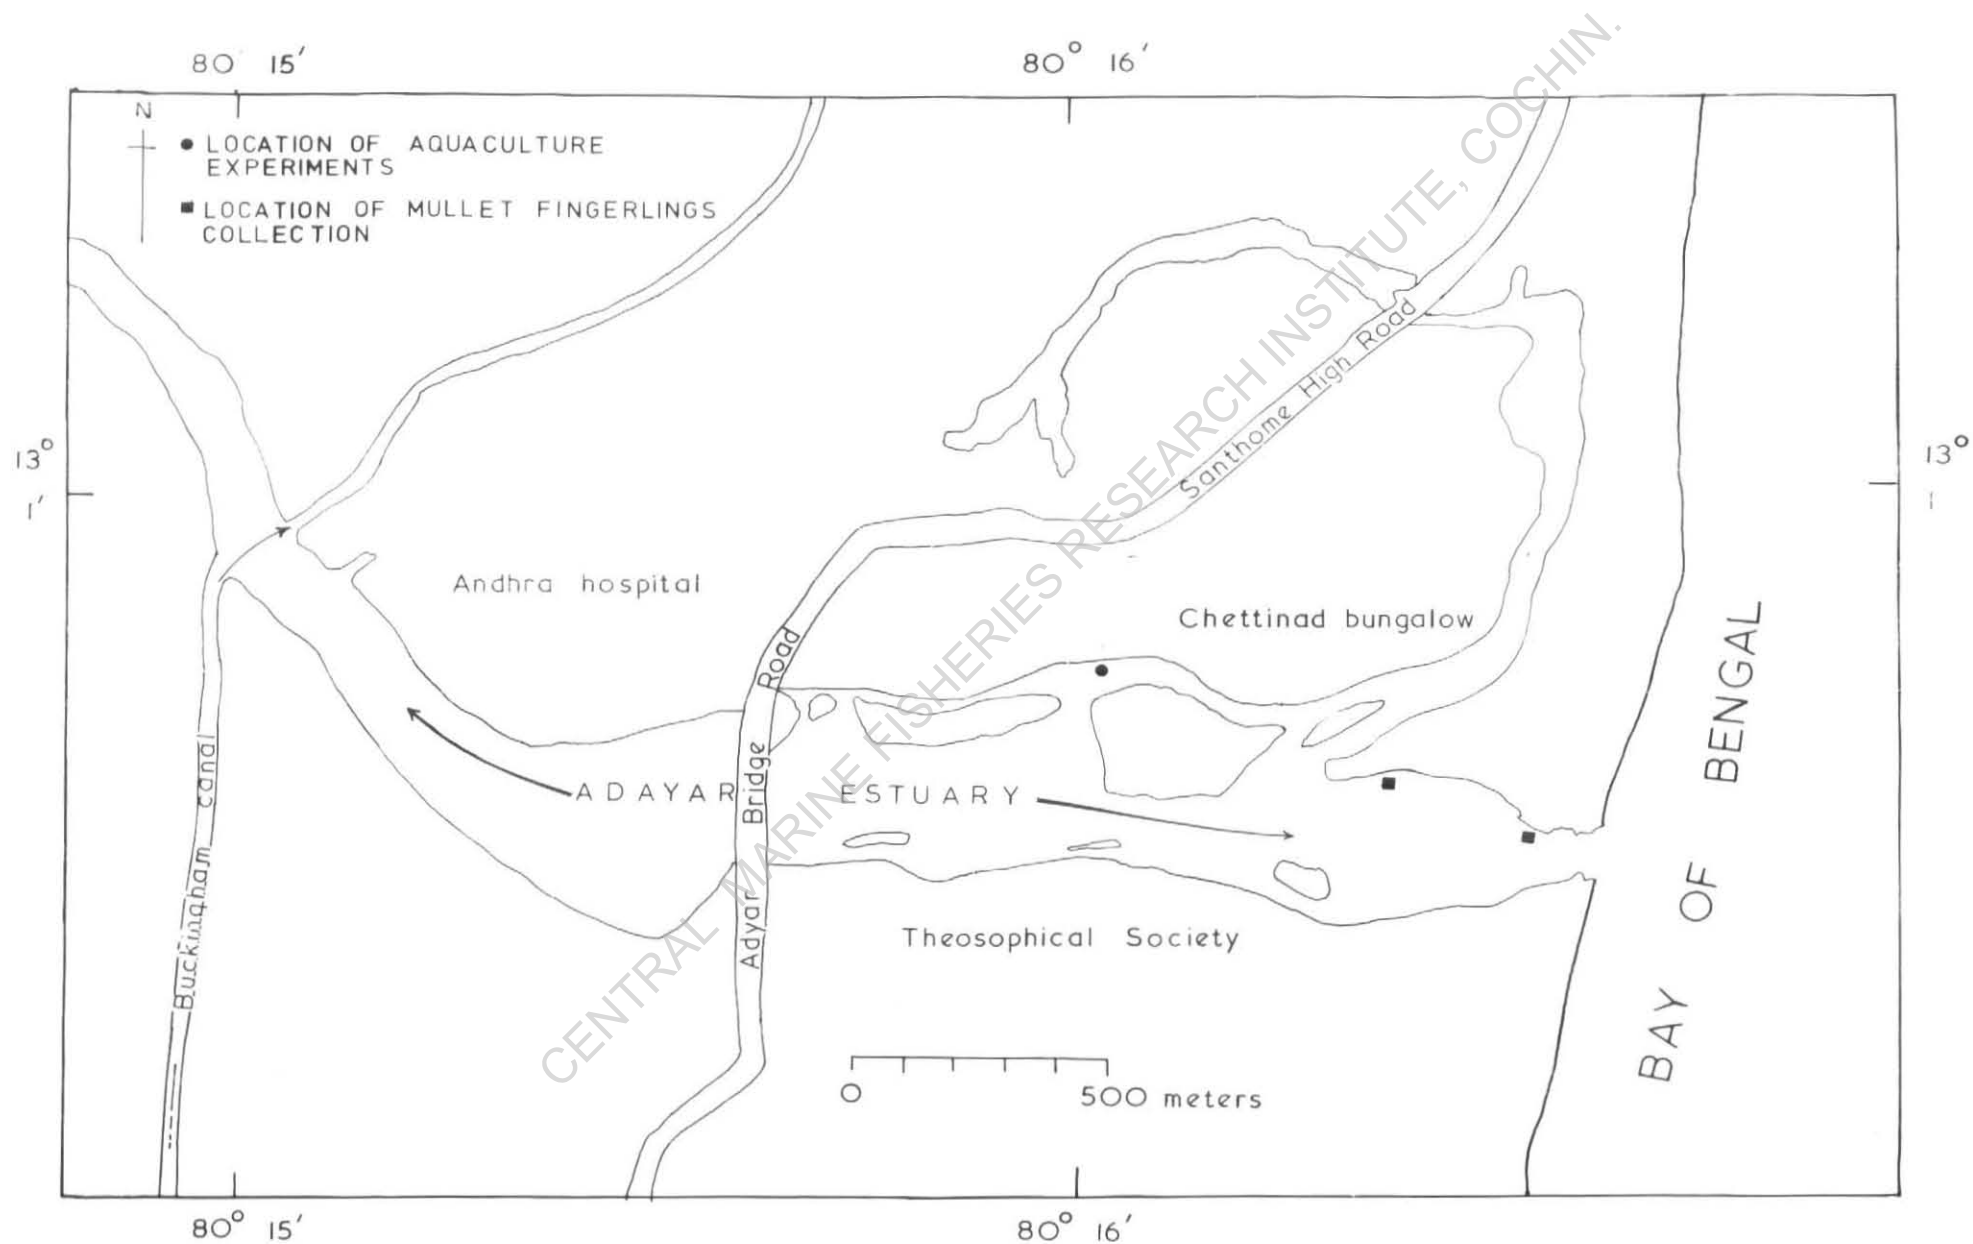 80 15′
80° 16′
N
LOCATION OF AQUACULTURE
EXPERIMENTS
LOCATION OF MULLET FINGERLINGS
COLLECTION
13°
1′
13°
1
Santhome High Road
Andhra hospital
Chettinad bungalow
Adyar Bridge Road
Buckingham canal
ADAYAR ESTUARY
Theosophical Society
BAY OF BENGAL
0 500 meters
80° 15′
80° 16′
CENTRAL MARINE FISHERIES RESEARCH INSTITUTE, COCHIN.